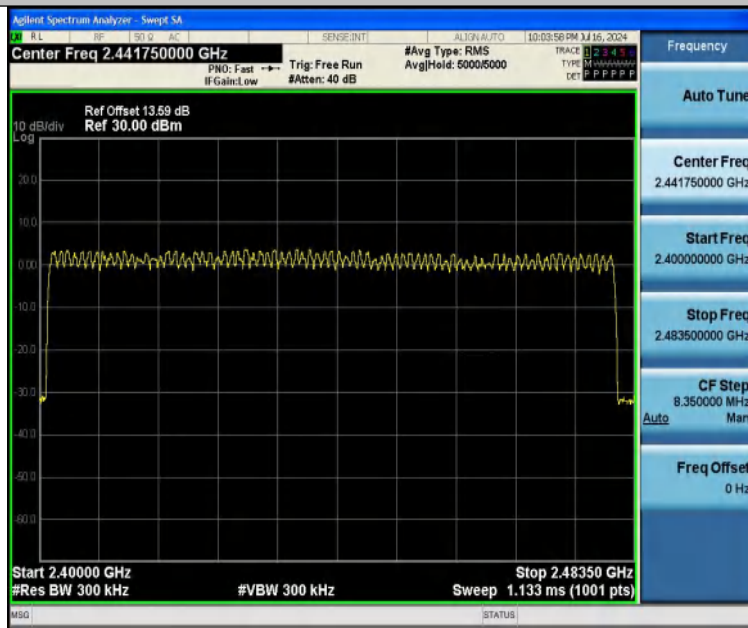 Agilent Spectrum Analyzer - Swept SA
RL RF 50 Ω AC SENSE:INT ALIGN AUTO 10:03:58 PM Jul 16, 2024
Center Freq 2.441750000 GHz
PNO: Fast
IFGain:Low
Trig: Free Run
#Atten: 40 dB
#Avg Type: RMS
Avg|Hold: 5000/5000
TRACE 1 2 3 4 5
TYPE M
DET P P P P P P
Ref Offset 13.59 dB
Ref 30.00 dBm
10 dB/div
Log
20.0
10.0
0.00
-10.0
-20.0
-30.0
-40.0
-50.0
-60.0
Start 2.40000 GHz
Stop 2.48350 GHz
#Res BW 300 kHz
#VBW 300 kHz
Sweep 1.133 ms (1001 pts)
MSG
STATUS
Frequency
Auto Tune
Center Freq
2.441750000 GHz
Start Freq
2.400000000 GHz
Stop Freq
2.483500000 GHz
CF Step
8.350000 MHz
Auto Man
Freq Offset
0 Hz